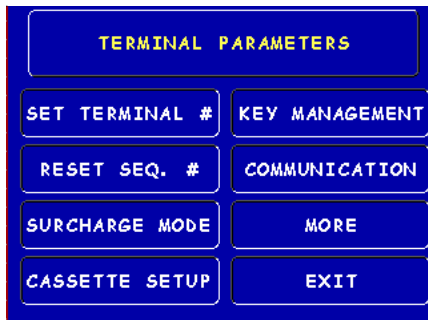 TERMINAL PARAMETERS
SET TERMINAL # KEY MANAGEMENT
RESET SEQ. # COMMUNICATION
SURCHARGE MODE MORE
CASSETTE SETUP EXIT